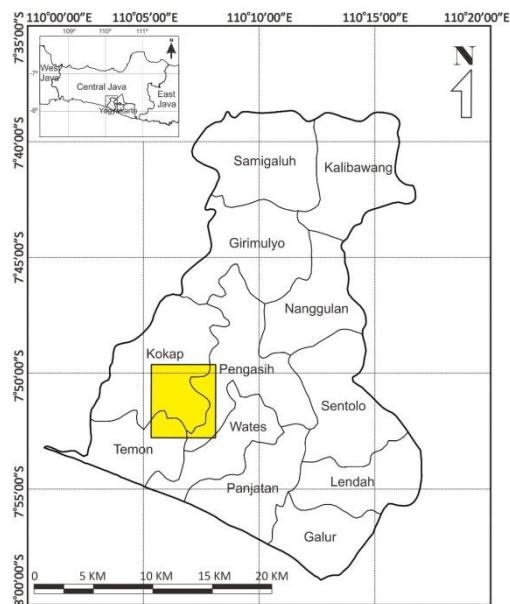 110°00'00"E 110°05'00"E 110°10'00"E 110°15'00"E 110°20'00"E
7°35'00"S
109° 110° 111°
N
-7°
-8°
West Java
Central Java
East Java
Yogyakarta
N
7°40'00"S
Samigaluh
Kalibawang
Girimulyo
7°45'00"S
Nanggulan
Kokap
7°50'00"S
Pengasih
Sentolo
Wates
Temon
Panjatan
Lendah
7°55'00"S
Galur
8°00'00"S
0 5 KM 10 KM 15 KM 20 KM